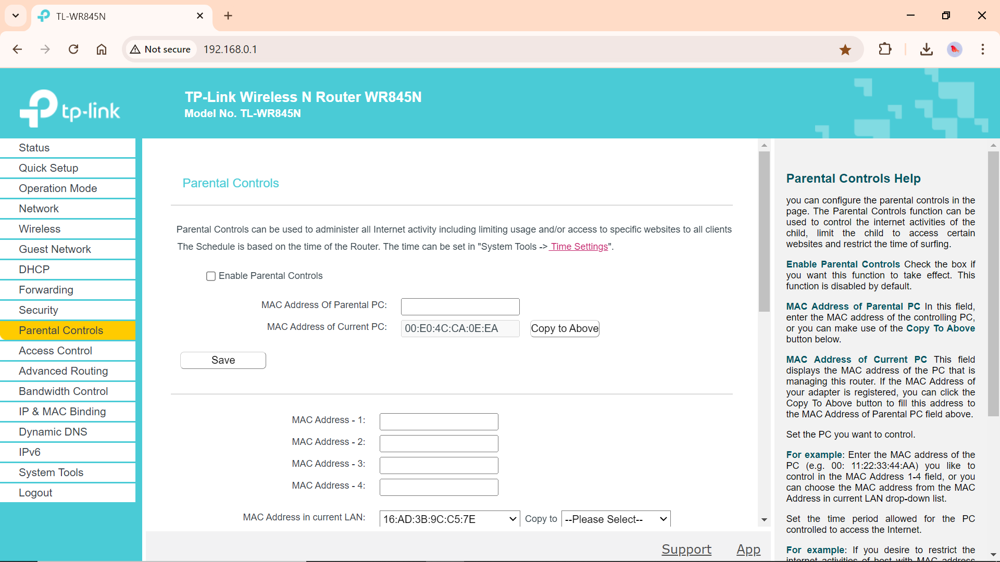 TL-WR845N
Not secure
192.168.0.1
tp-link
TP-Link Wireless N Router WR845N
Model No. TL-WR845N
Status
Quick Setup
Operation Mode
Network
Wireless
Guest Network
DHCP
Forwarding
Security
Parental Controls
Access Control
Advanced Routing
Bandwidth Control
IP & MAC Binding
Dynamic DNS
IPv6
System Tools
Logout
Parental Controls
Parental Controls can be used to administer all Internet activity including limiting usage and/or access to specific websites to all clients
The Schedule is based on the time of the Router. The time can be set in "System Tools -> Time Settings".
Enable Parental Controls
MAC Address Of Parental PC:
MAC Address of Current PC: 00:E0:4C:CA:0E:EA Copy to Above
Save
MAC Address - 1:
MAC Address - 2:
MAC Address - 3:
MAC Address - 4:
MAC Address in current LAN: 16:AD:3B:9C:C5:7E Copy to --Please Select--
Support App
Parental Controls Help
you can configure the parental controls in the
page. The Parental Controls function can be
used to control the internet activities of the
child, limit the child to access certain
websites and restrict the time of surfing.
Enable Parental Controls Check the box if
you want this function to take effect. This
function is disabled by default.
MAC Address of Parental PC In this field,
enter the MAC address of the controlling PC,
or you can make use of the Copy To Above
button below.
MAC Address of Current PC This field
displays the MAC address of the PC that is
managing this router. If the MAC Address of
your adapter is registered, you can click the
Copy To Above button to fill this address to
the MAC Address of Parental PC field above.
Set the PC you want to control.
For example: Enter the MAC address of the
PC (e.g. 00: 11:22:33:44:AA) you like to
control in the MAC Address 1-4 field, or you
can choose the MAC address from the MAC
Address in current LAN drop-down list.
Set the time period allowed for the PC
controlled to access the Internet.
For example: If you desire to restrict the
internet activities of host with MAC address